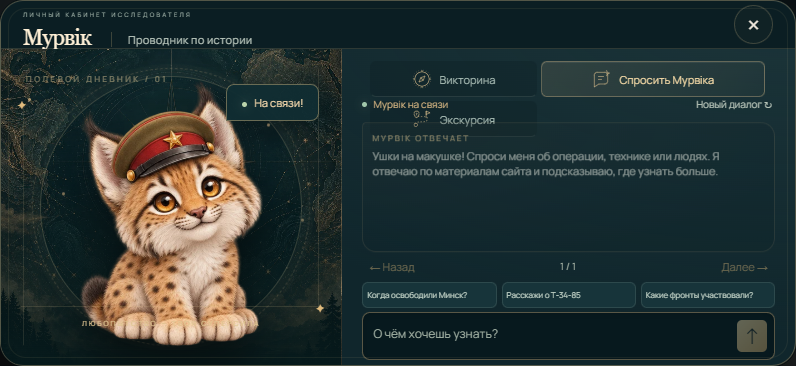 ЛИЧНЫЙ КАБИНЕТ ИССЛЕДОВАТЕЛЯ
Мурвік
Проводник по истории
×
ПОЛЕВОЙ ДНЕВНИК / 01
На связи!
Викторина
Спросить Мурвіка
Мурвік на связи
Новый диалог ↻
Экскурсия
МУРВІК ОТВЕЧАЕТ
Ушки на макушке! Спроси меня об операции, технике или людях. Я
отвечаю по материалам сайта и подсказываю, где узнать больше.
← Назад
1 / 1
Далее →
Когда освободили Минск?
Расскажи о Т-34-85
Какие фронты участвовали?
О чём хочешь узнать?
↑